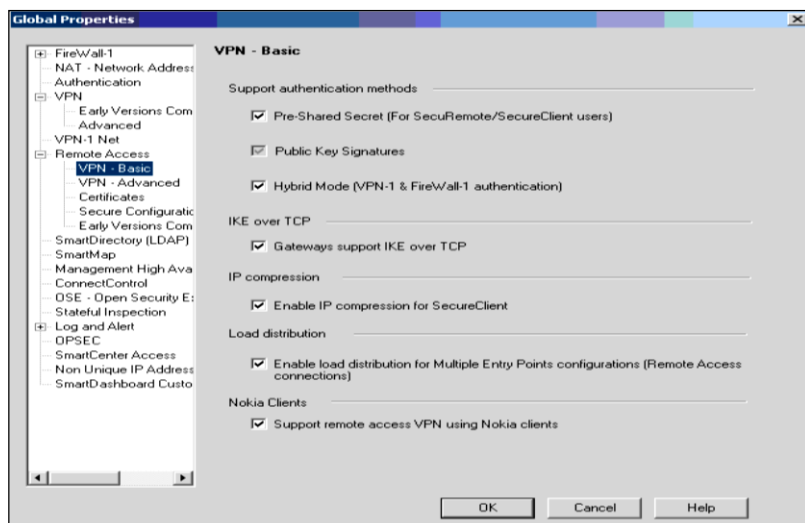 Global Properties
FireWall-1
NAT - Network Address
Authentication
VPN
Early Versions Com
Advanced
VPN-1 Net
Remote Access
VPN - Basic
VPN - Advanced
Certificates
Secure Configuratic
Early Versions Com
SmartDirectory (LDAP)
SmartMap
Management High Ava
ConnectControl
OSE - Open Security E
Stateful Inspection
Log and Alert
OPSEC
SmartCenter Access
Non Unique IP Address
SmartDashboard Custo
VPN - Basic
Support authentication methods
Pre-Shared Secret (For SecuRemote/SecureClient users)
Public Key Signatures
Hybrid Mode (VPN-1 & FireWall-1 authentication)
IKE over TCP
Gateways support IKE over TCP
IP compression
Enable IP compression for SecureClient
Load distribution
Enable load distribution for Multiple Entry Points configurations (Remote Access
connections)
Nokia Clients
Support remote access VPN using Nokia clients
OK
Cancel
Help